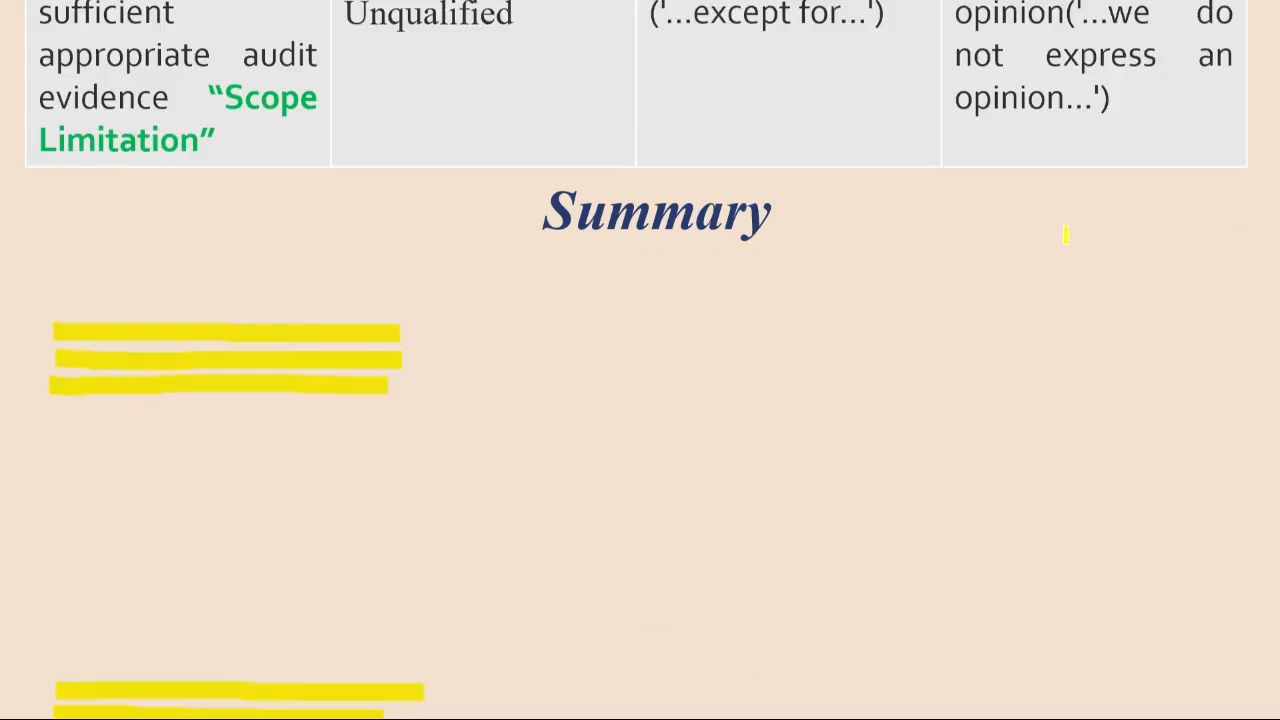 sufficient
appropriate audit
evidence “Scope
Limitation”
Unqualified
('...except for...')
opinion('...we do
not express an
opinion...')
Summary